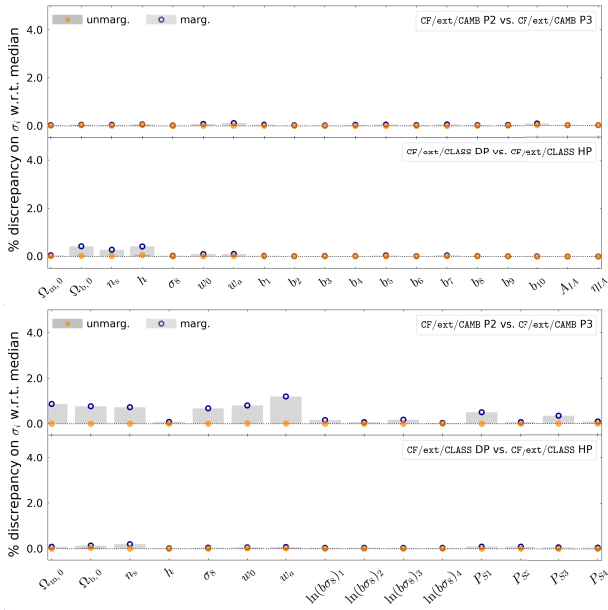 % discrepancy on σᵢ w.r.t. median
4.0
2.0
0.0
unmarg. marg.
CF/ext/CAMB P2 vs. CF/ext/CAMB P3
4.0
2.0
0.0
CF/ext/CLASS DP vs. CF/ext/CLASS HP
Ωm,0 Ωb,0 ns h σ8 w0 wa b1 b2 b3 b4 b5 b6 b7 b8 b9 b10 AIA ηIA
% discrepancy on σᵢ w.r.t. median
4.0
2.0
0.0
unmarg. marg.
CF/ext/CAMB P2 vs. CF/ext/CAMB P3
4.0
2.0
0.0
CF/ext/CLASS DP vs. CF/ext/CLASS HP
Ωm,0 Ωb,0 ns h σ8 w0 wa ln(bσ8)1 ln(bσ8)2 ln(bσ8)3 ln(bσ8)4 PS1 PS2 PS3 PS4